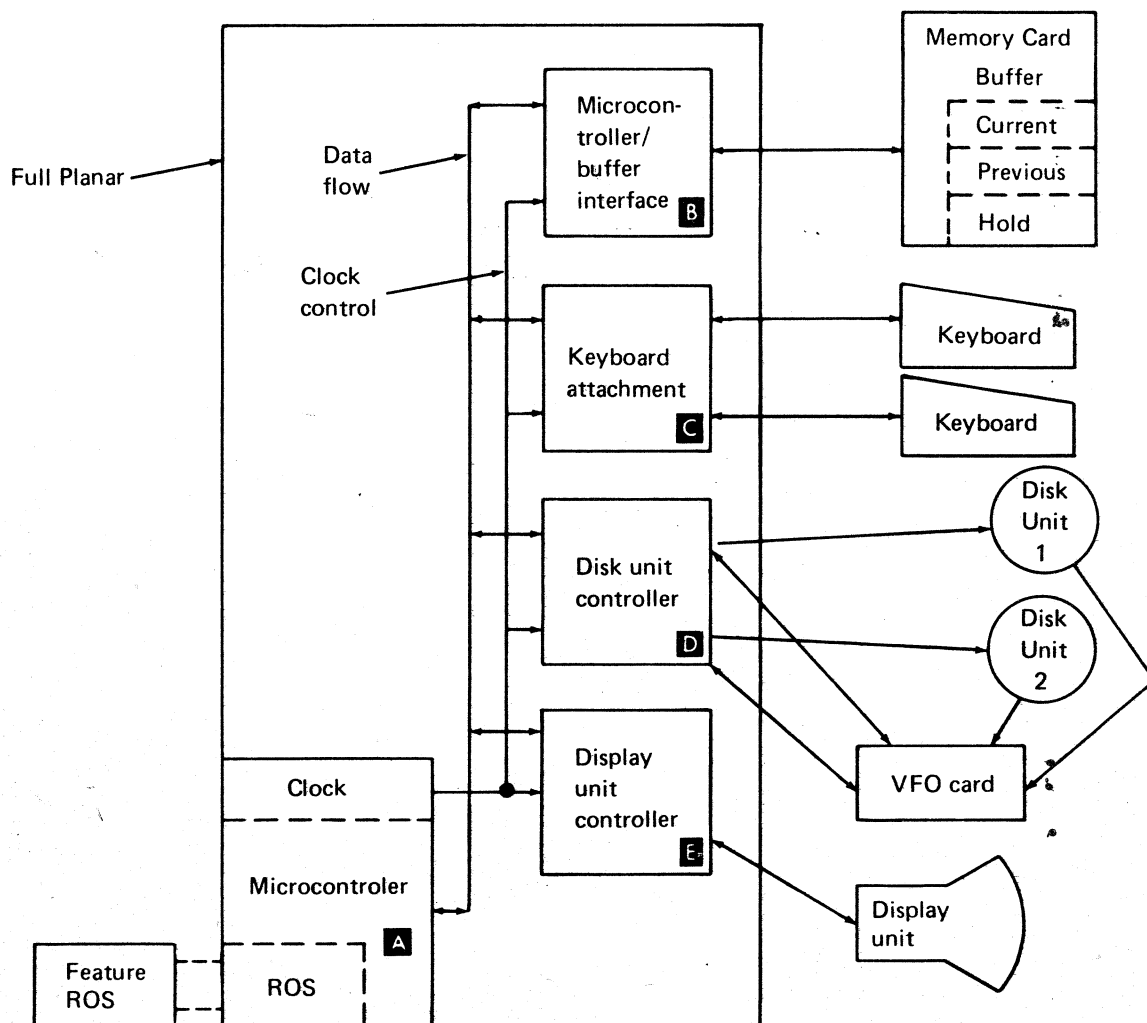 Full Planar
Data
flow
Clock
control
Microcon-
troller/
buffer
interface
B
Memory Card
Buffer
Current
Previous
Hold
Keyboard
attachment
C
Keyboard
Keyboard
Disk unit
controller
D
Disk
Unit
1
Disk
Unit
2
Display
unit
controller
E
VFO card
Display
unit
Clock
Microcontroler
A
ROS
Feature
ROS